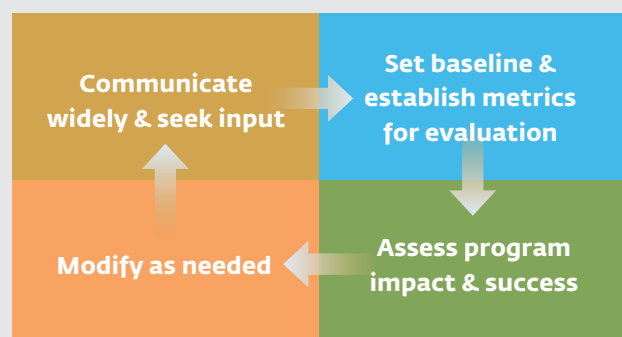 Communicate
widely & seek input
Set baseline &
establish metrics
for evaluation
Assess program
impact & success
Modify as needed